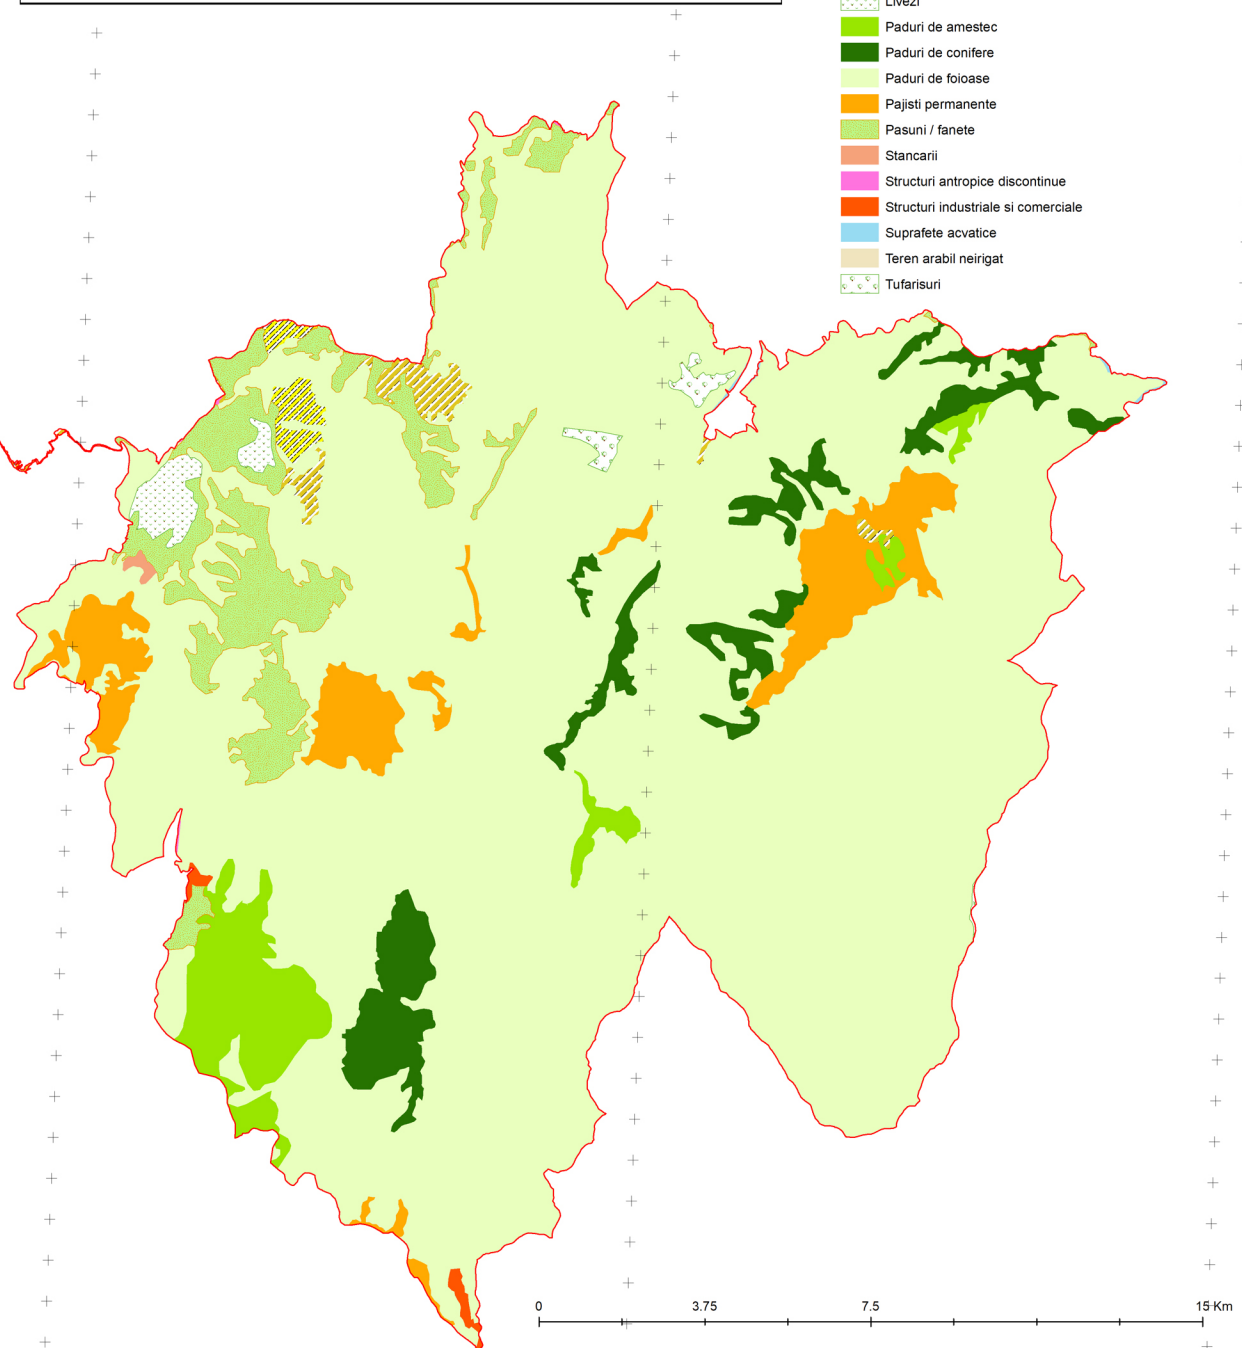 Livezi
Paduri de amestec
Paduri de conifere
Paduri de foioase
Pajisti permanente
Pasuni / fanete
Stancarii
Structuri antropice discontinue
Structuri industriale si comerciale
Suprafete acvatice
Teren arabil neirigat
Tufarisuri
0 3.75 7.5 15 Km